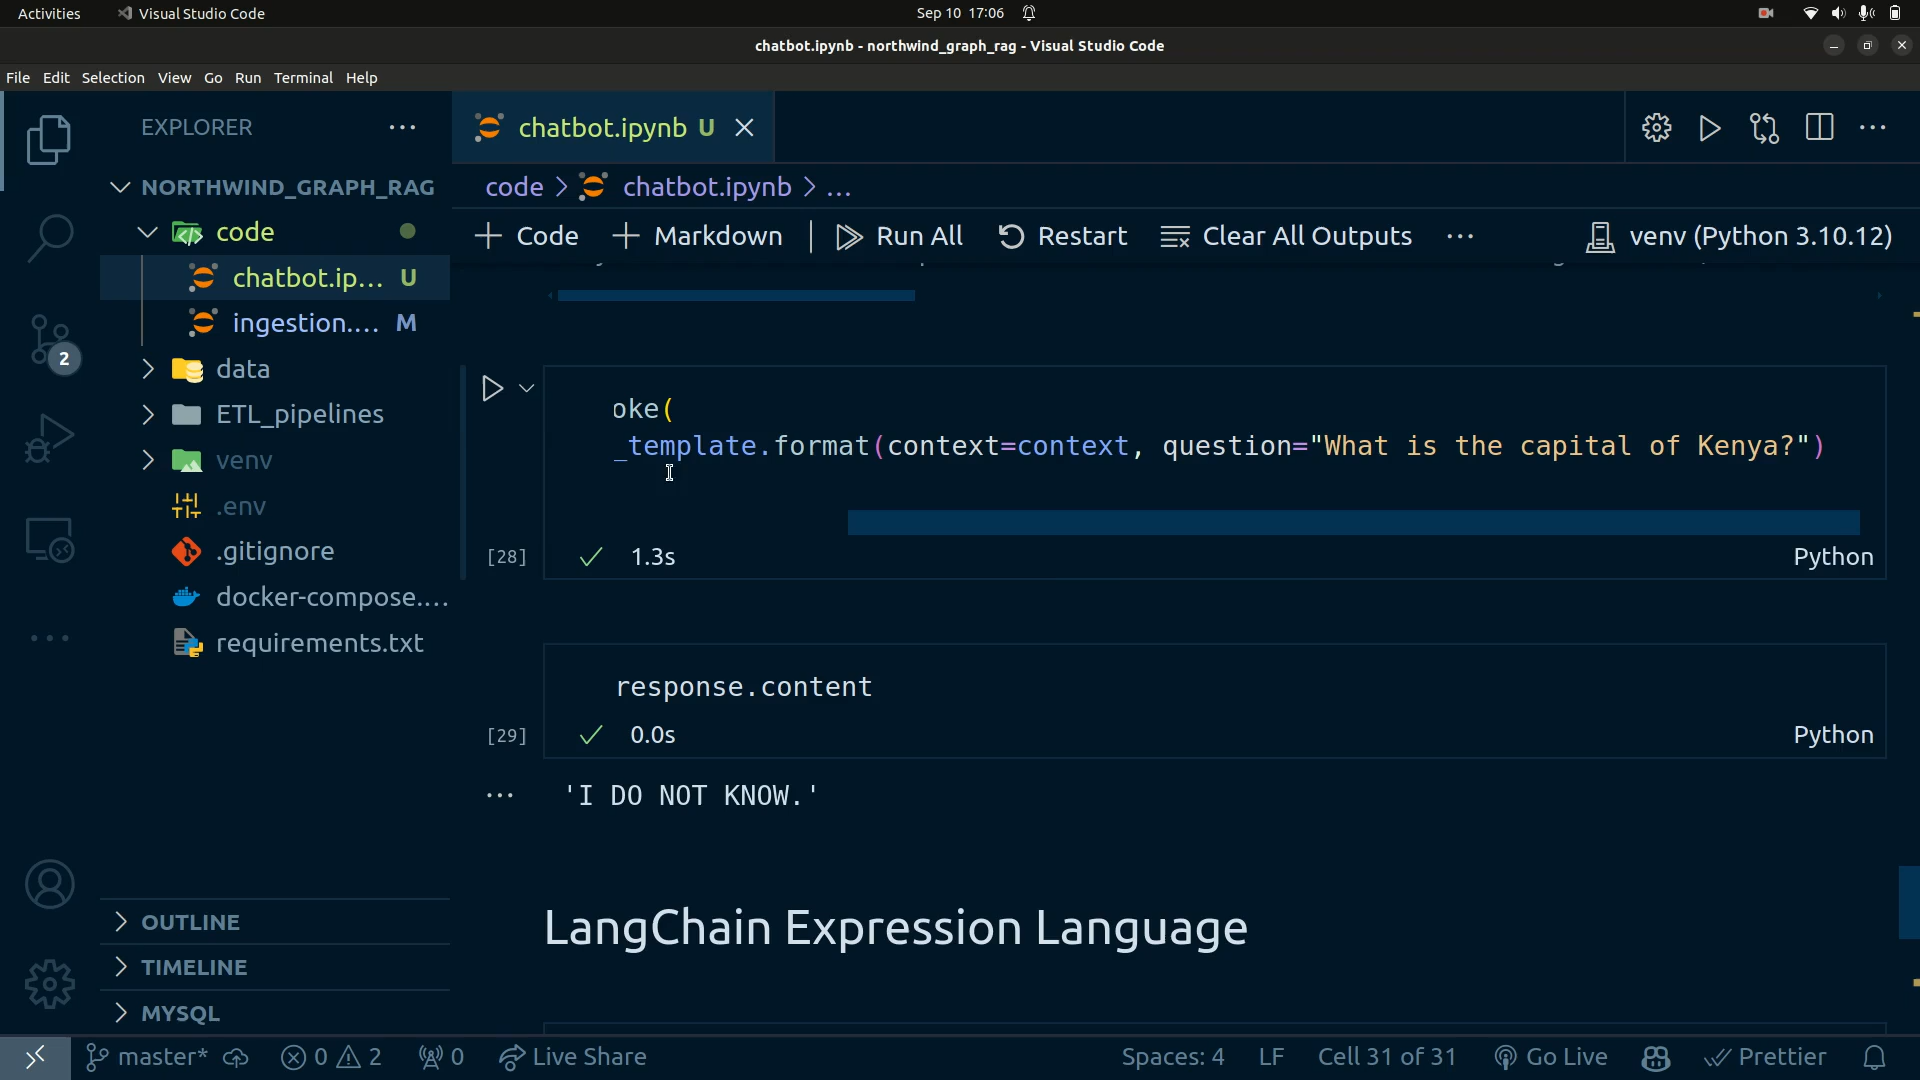 Activities Visual Studio Code Sep 10 17:06
chatbot.ipynb - northwind_graph_rag - Visual Studio Code
File Edit Selection View Go Run Terminal Help
EXPLORER
NORTHWIND_GRAPH_RAG
code
chatbot.ip... U
ingestion.... M
data
ETL_pipelines
venv
.env
.gitignore
docker-compose....
requirements.txt
OUTLINE
TIMELINE
MYSQL
2
chatbot.ipynb U
code > chatbot.ipynb > ...
+ Code + Markdown Run All Restart Clear All Outputs ... venv (Python 3.10.12)
oke(
_template.format(context=context, question="What is the capital of Kenya?")
[28] 1.3s Python
response.content
[29] 0.0s Python
'I DO NOT KNOW.'
LangChain Expression Language
master* 0 2 0 Live Share Spaces: 4 LF Cell 31 of 31 Go Live Prettier